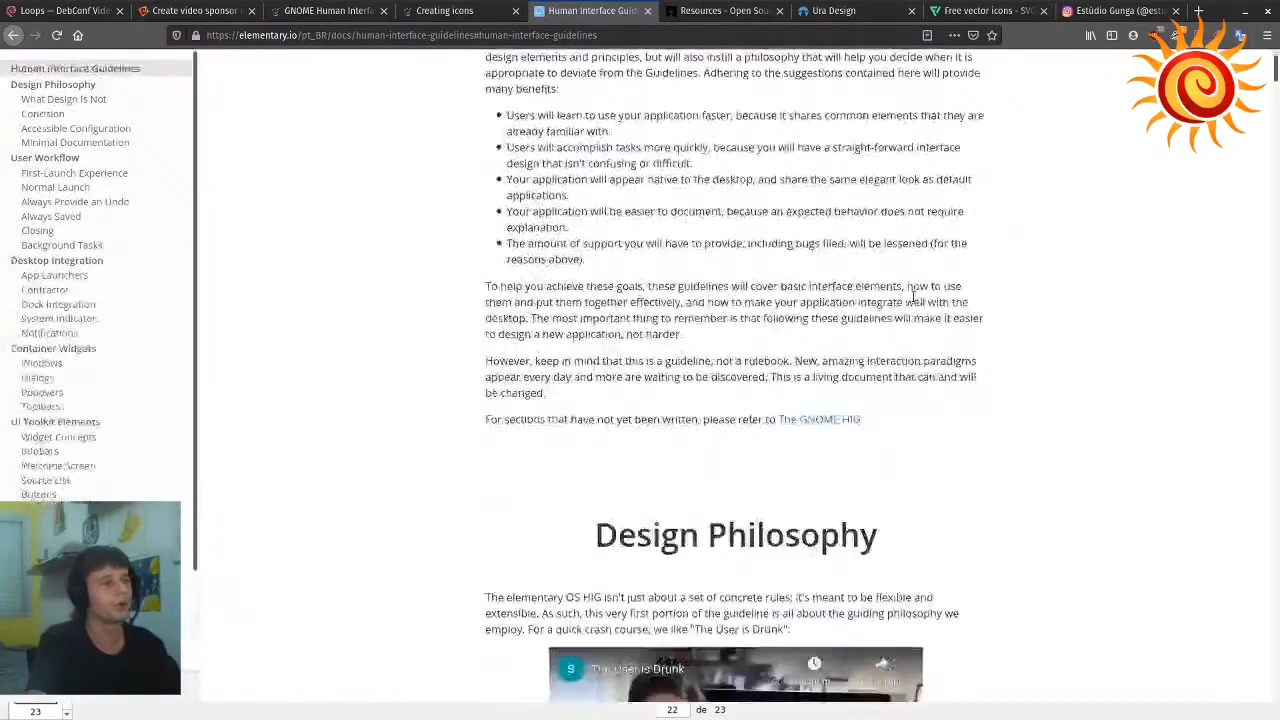 Loops — DebConf Vide
Create video sponsor i
GNOME Human Interfa
Creating icons
Human Interface Guid
Resources - Open Sou
Ura Design
Free vector icons - SVG
Estúdio Gunga (@estu
https://elementary.io/pt_BR/docs/human-interface-guidelines#human-interface-guidelines
Human Interface Guidelines
Design Philosophy
What Design Is Not
Concision
Accessible Configuration
Minimal Documentation
User Workflow
First-Launch Experience
Normal Launch
Always Provide an Undo
Always Saved
Closing
Background Tasks
Desktop Integration
App Launchers
Contractor
Dock Integration
System Indicator.
Notifications
Container Widgets
Windows
Dialogs
Popovers
Toolbars
UI Toolkit Elements
Widget Concepts
Infobars
Welcome Screen
Source List
Buttons
design elements and principles, but will also instill a philosophy that will help you decide when it is
appropriate to deviate from the Guidelines. Adhering to the suggestions contained here will provide
many benefits:
Users will learn to use your application faster, because it shares common elements that they are
already familiar with.
Users will accomplish tasks more quickly, because you will have a straight-forward interface
design that isn't confusing or difficult.
Your application will appear native to the desktop, and share the same elegant look as default
applications.
Your application will be easier to document, because an expected behavior does not require
explanation.
The amount of support you will have to provide, including bugs filed, will be lessened (for the
reasons above).
To help you achieve these goals, these guidelines will cover basic interface elements, how to use
them and put them together effectively, and how to make your application integrate well with the
desktop. The most important thing to remember is that following these guidelines will make it easier
to design a new application, not harder.
However, keep in mind that this is a guideline, not a rulebook. New, amazing interaction paradigms
appear every day and more are waiting to be discovered. This is a living document that can and will
be changed.
For sections that have not yet been written, please refer to The GNOME HIG
Design Philosophy
The elementary OS HIG isn't just about a set of concrete rules; it's meant to be flexible and
extensible. As such, this very first portion of the guideline is all about the guiding philosophy we
employ. For a quick crash course, we like "The User is Drunk":
S The User is Drunk
23
22 de 23